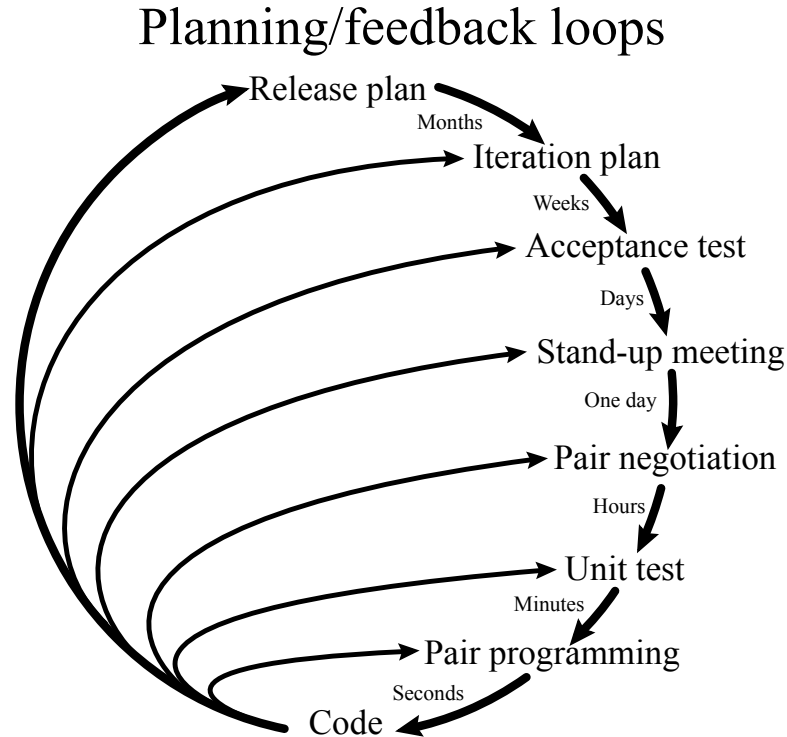 Planning/feedback loops
Release plan
Months
Iteration plan
Weeks
Acceptance test
Days
Stand-up meeting
One day
Pair negotiation
Hours
Unit test
Minutes
Pair programming
Seconds
Code